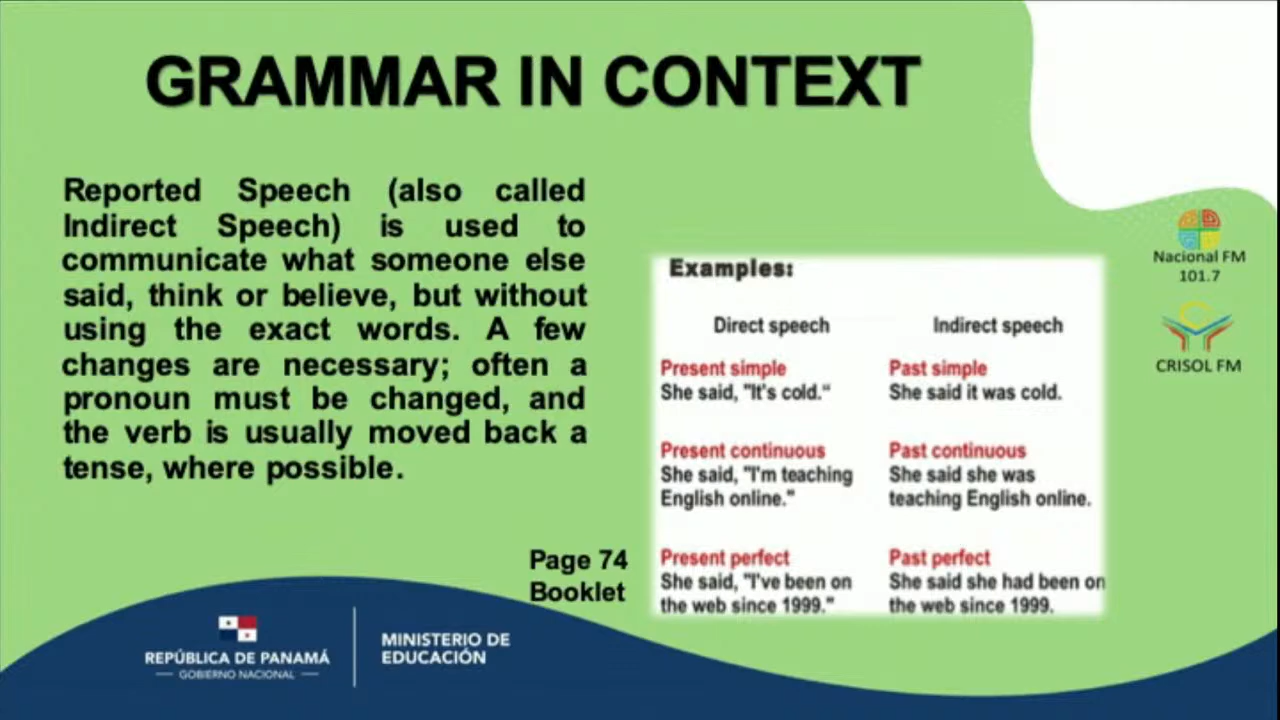 GRAMMAR IN CONTEXT
Reported Speech (also called
Indirect Speech) is used to
communicate what someone else
said, think or believe, but without
using the exact words. A few
changes are necessary; often a
pronoun must be changed, and
the verb is usually moved back a
tense, where possible.
Page 74
Booklet
Examples:
Direct speech
Indirect speech
Present simple
She said, "It's cold.“
Past simple
She said it was cold.
Present continuous
She said, "I'm teaching
English online."
Past continuous
She said she was
teaching English online.
Present perfect
She said, "I've been on
the web since 1999."
Past perfect
She said she had been on
the web since 1999.
Nacional FM
101.7
CRISOL FM
REPÚBLICA DE PANAMÁ
— GOBIERNO NACIONAL —
MINISTERIO DE
EDUCACIÓN